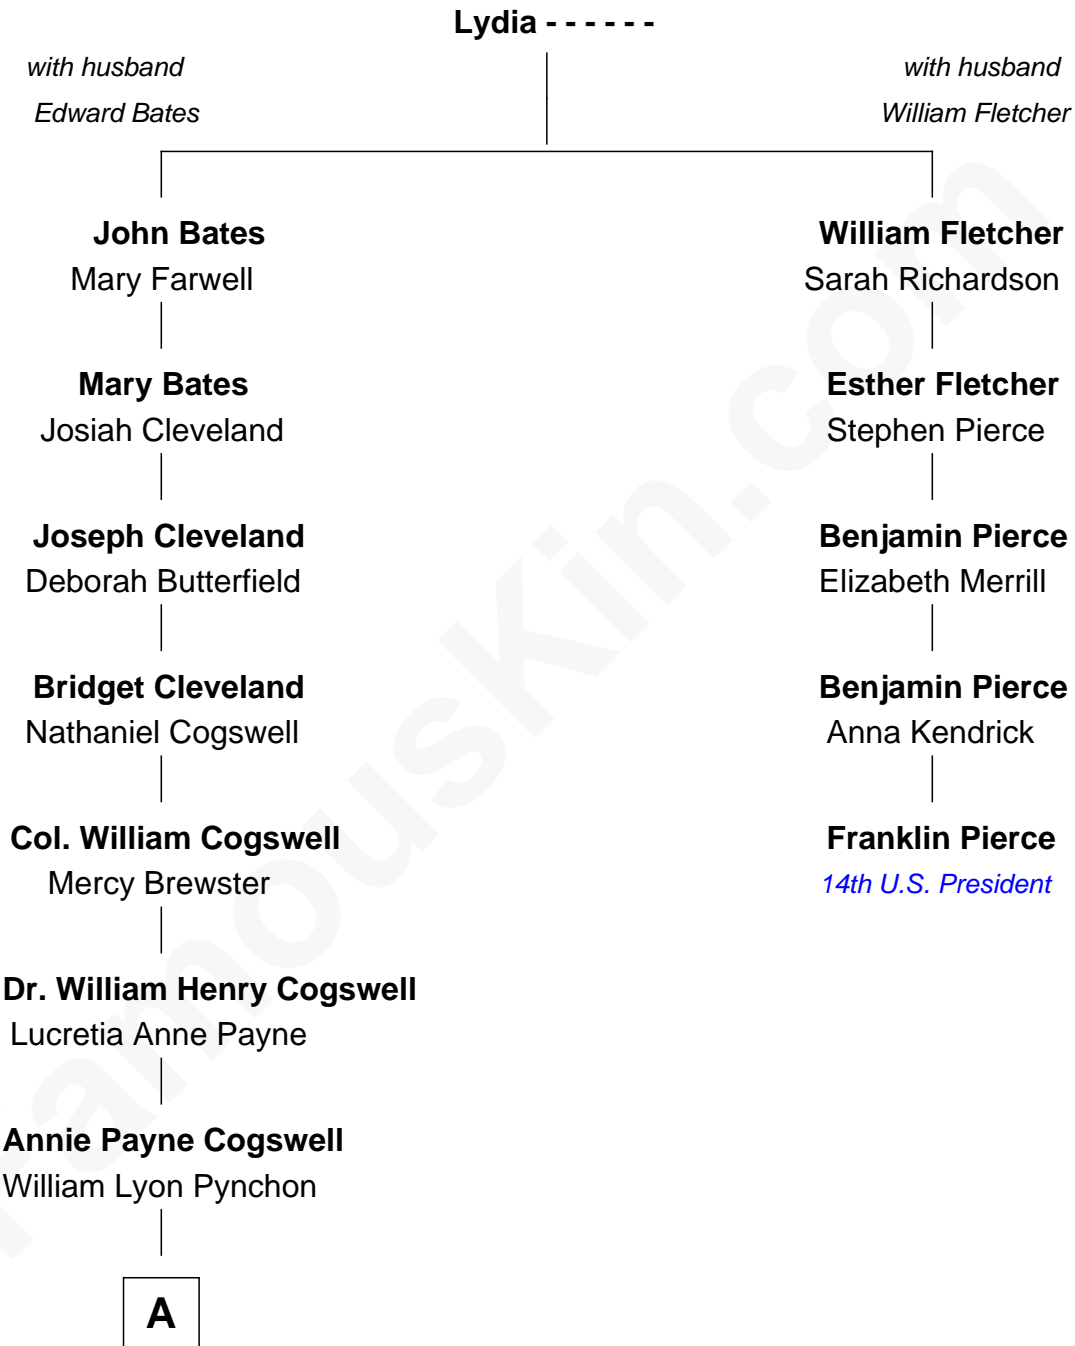 Lydia - - - - - -
with husband
Edward Bates
with husband
William Fletcher
John Bates
Mary Farwell
William Fletcher
Sarah Richardson
Mary Bates
Josiah Cleveland
Esther Fletcher
Stephen Pierce
Joseph Cleveland
Deborah Butterfield
Benjamin Pierce
Elizabeth Merrill
Bridget Cleveland
Nathaniel Cogswell
Benjamin Pierce
Anna Kendrick
Col. William Cogswell
Mercy Brewster
Franklin Pierce
14th U.S. President
Dr. William Henry Cogswell
Lucretia Anne Payne
Annie Payne Cogswell
William Lyon Pynchon
A
FamousKin.com